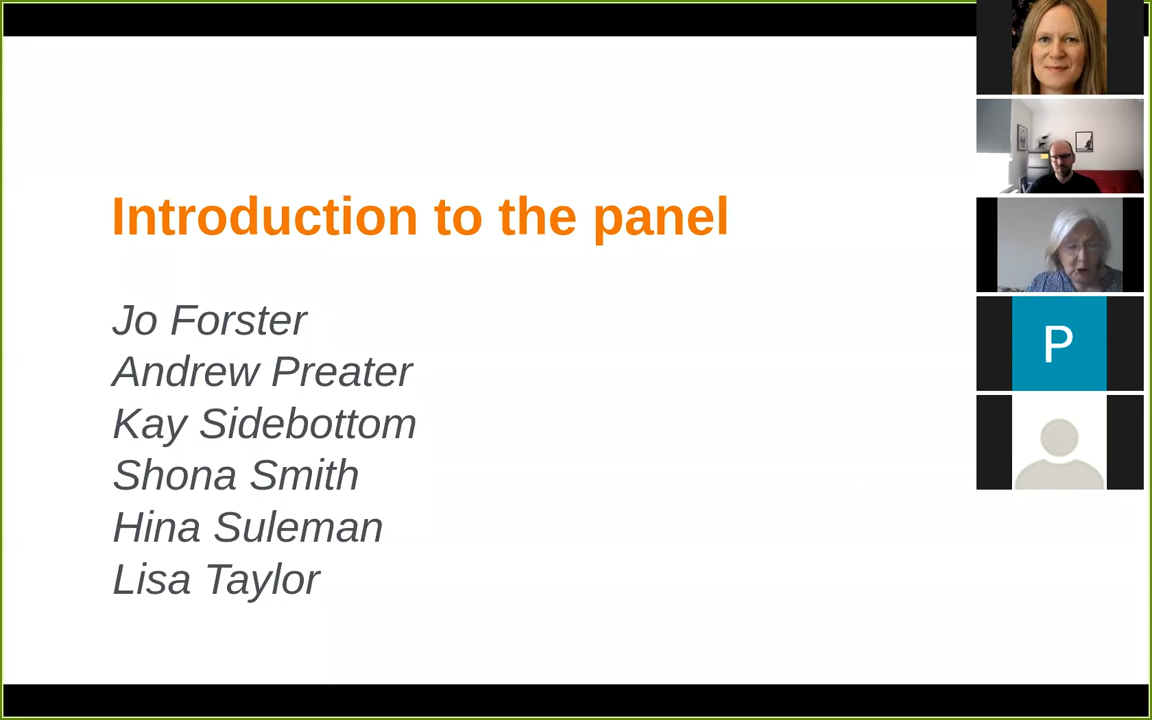 Introduction to the panel
Jo Forster
Andrew Preater
Kay Sidebottom
Shona Smith
Hina Suleman
Lisa Taylor
P